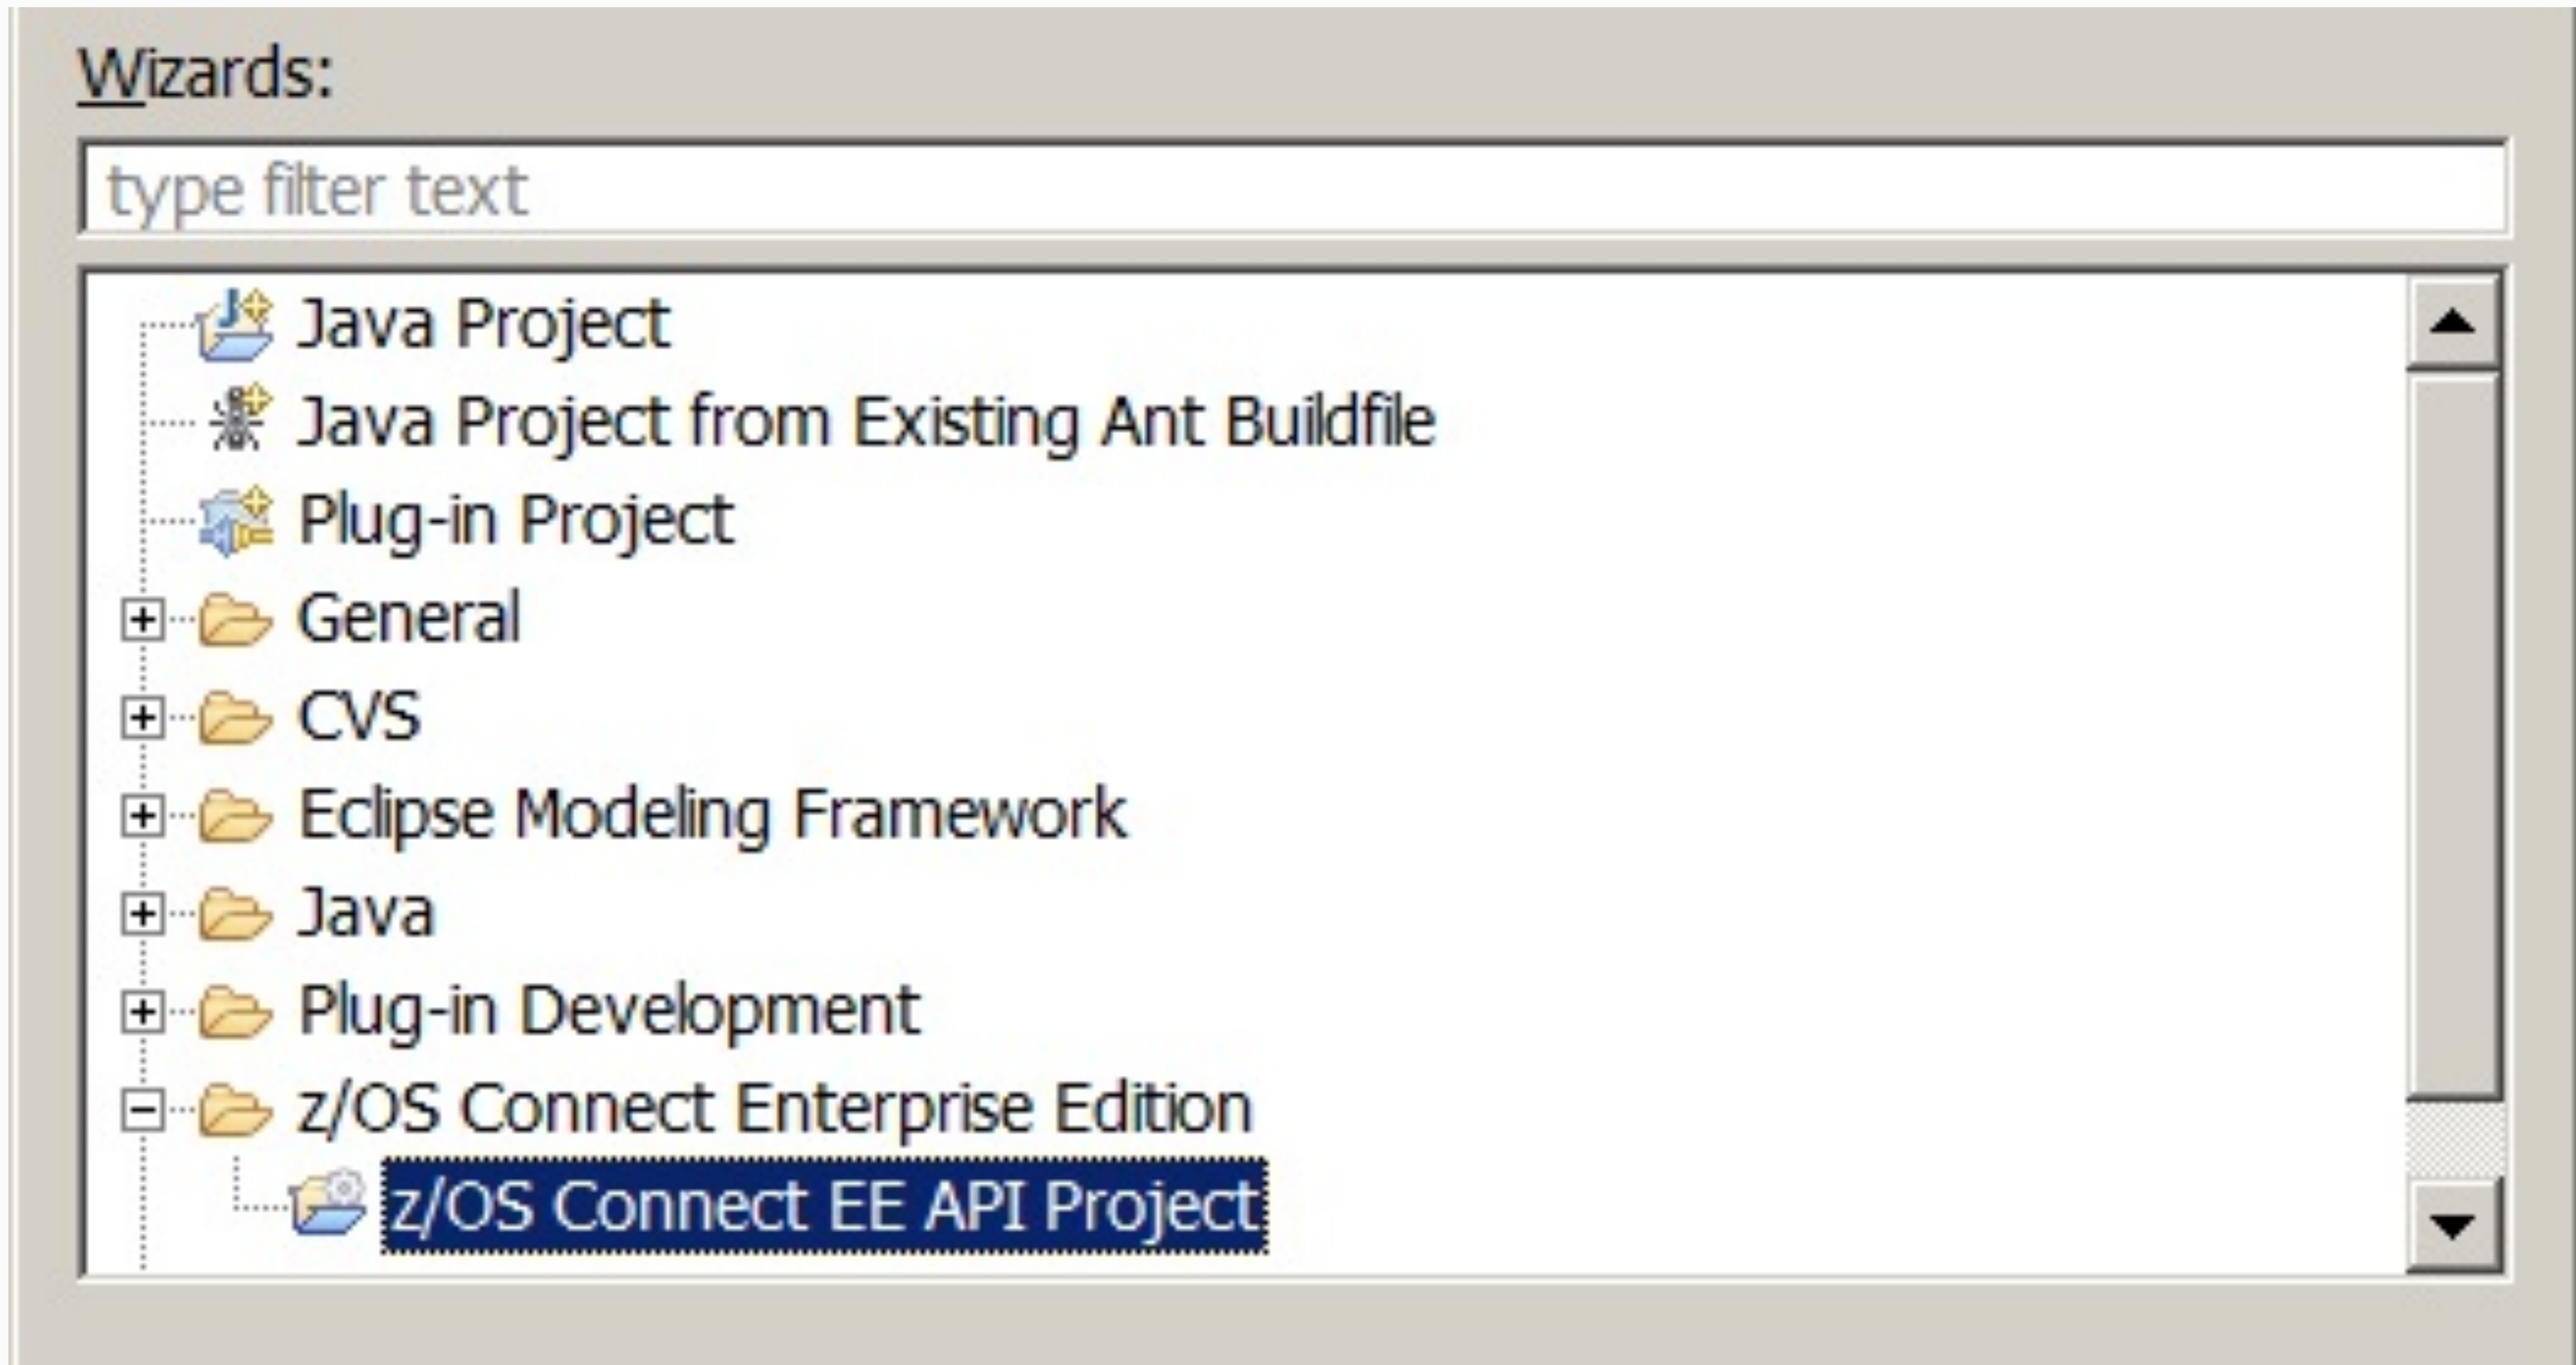 Wizards:
type filter text
Java Project
Java Project from Existing Ant Buildfile
Plug-in Project
General
CVS
Eclipse Modeling Framework
Java
Plug-in Development
z/OS Connect Enterprise Edition
z/OS Connect EE API Project